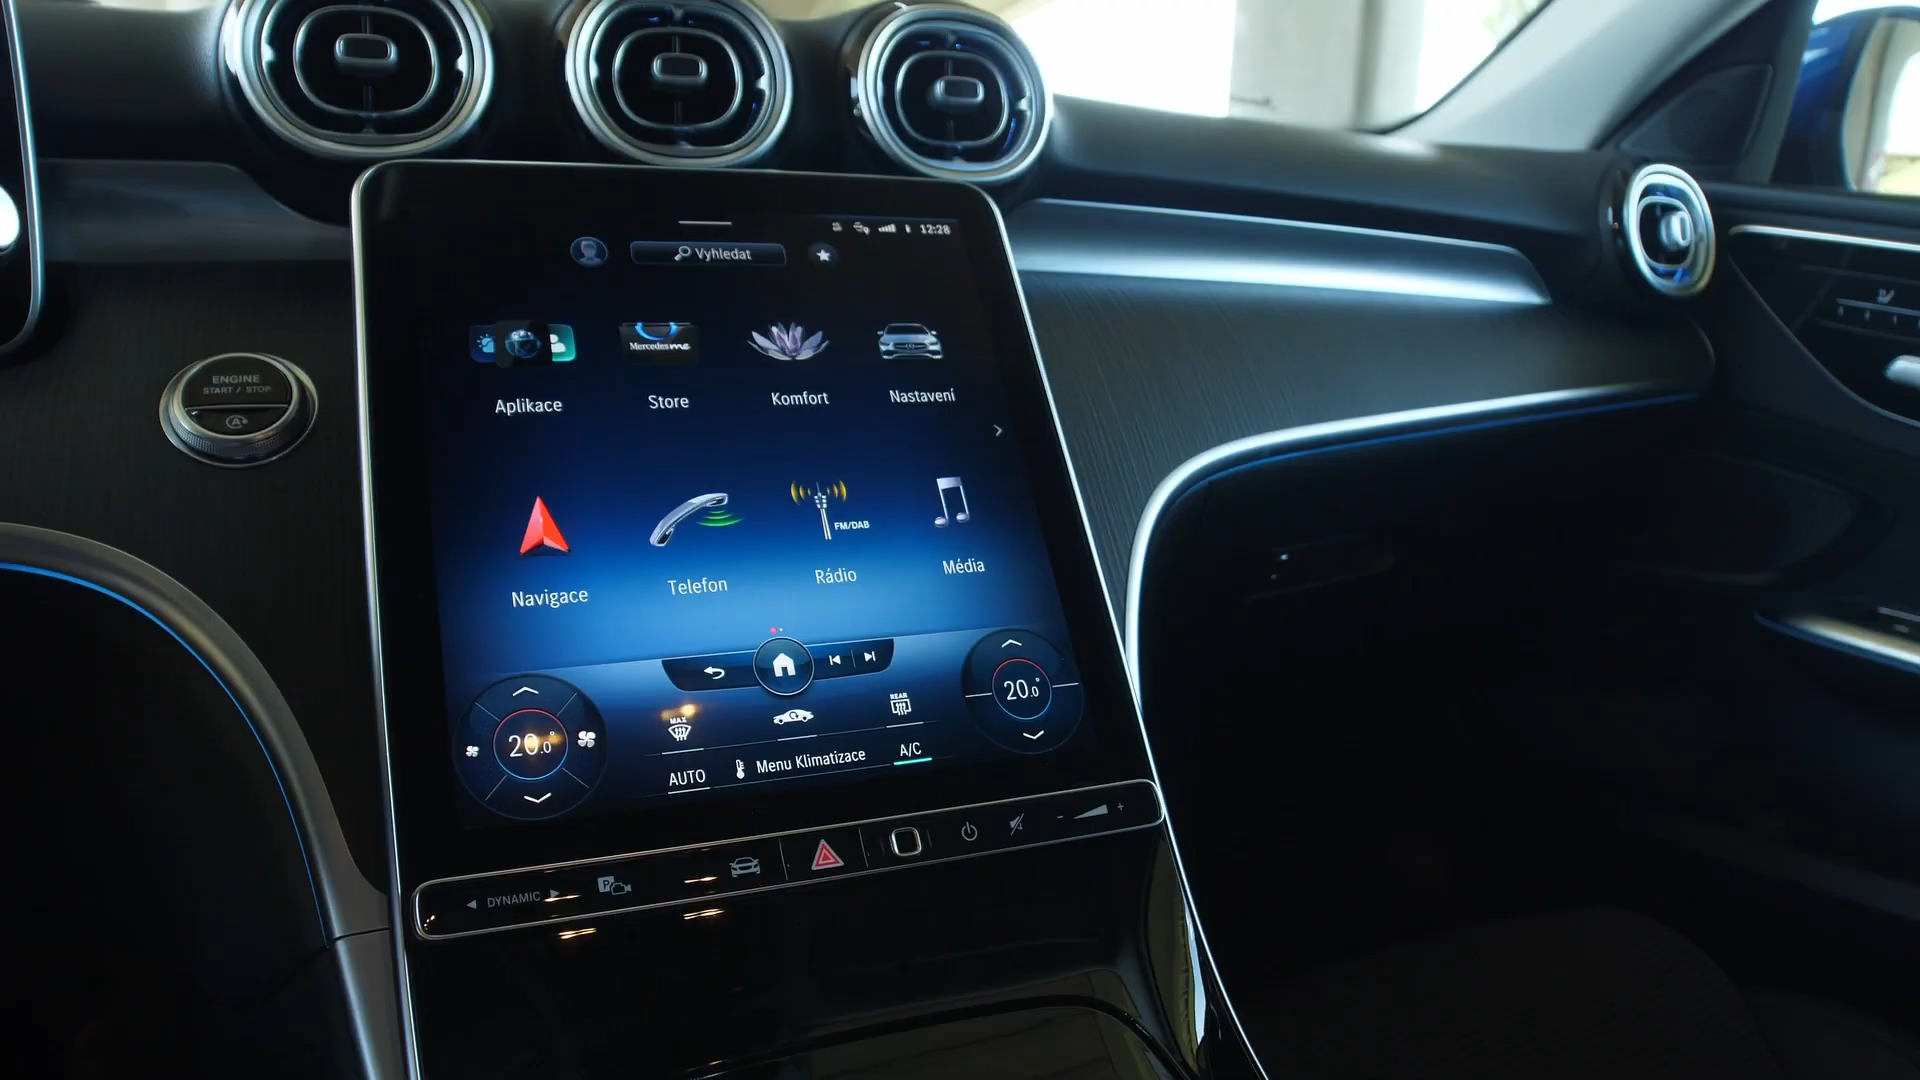 12:28
Vyhledat
Mercedes me
Aplikace
Store
Komfort
Nastavení
FM/DAB
Navigace
Telefon
Rádio
Média
ENGINE
START / STOP
A
20.0°
MAX
REAR
20.0°
AUTO
Menu Klimatizace
A/C
DYNAMIC
P
- +